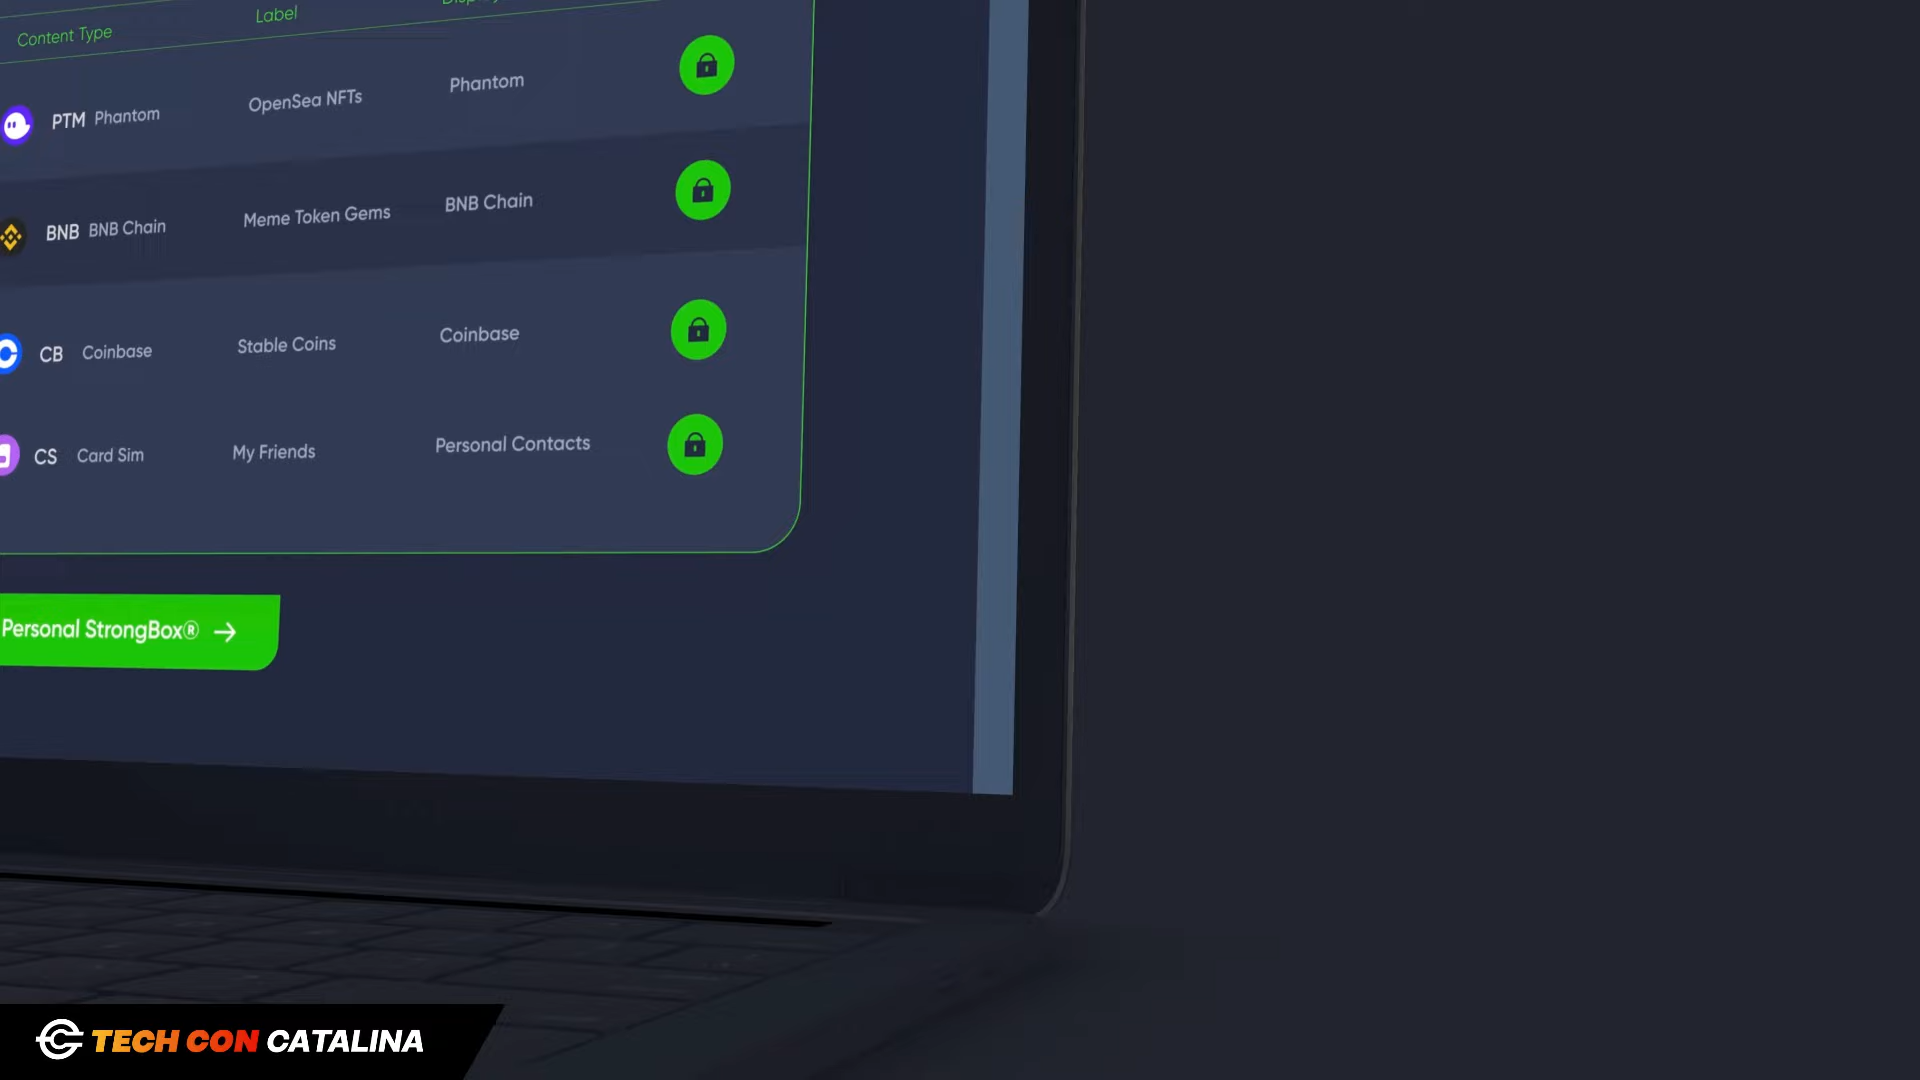 Content Type Label
PTM Phantom OpenSea NFTs Phantom
BNB BNB Chain Meme Token Gems BNB Chain
CB Coinbase Stable Coins Coinbase
CS Card Sim My Friends Personal Contacts
Personal StrongBox® →
TECH CON CATALINA